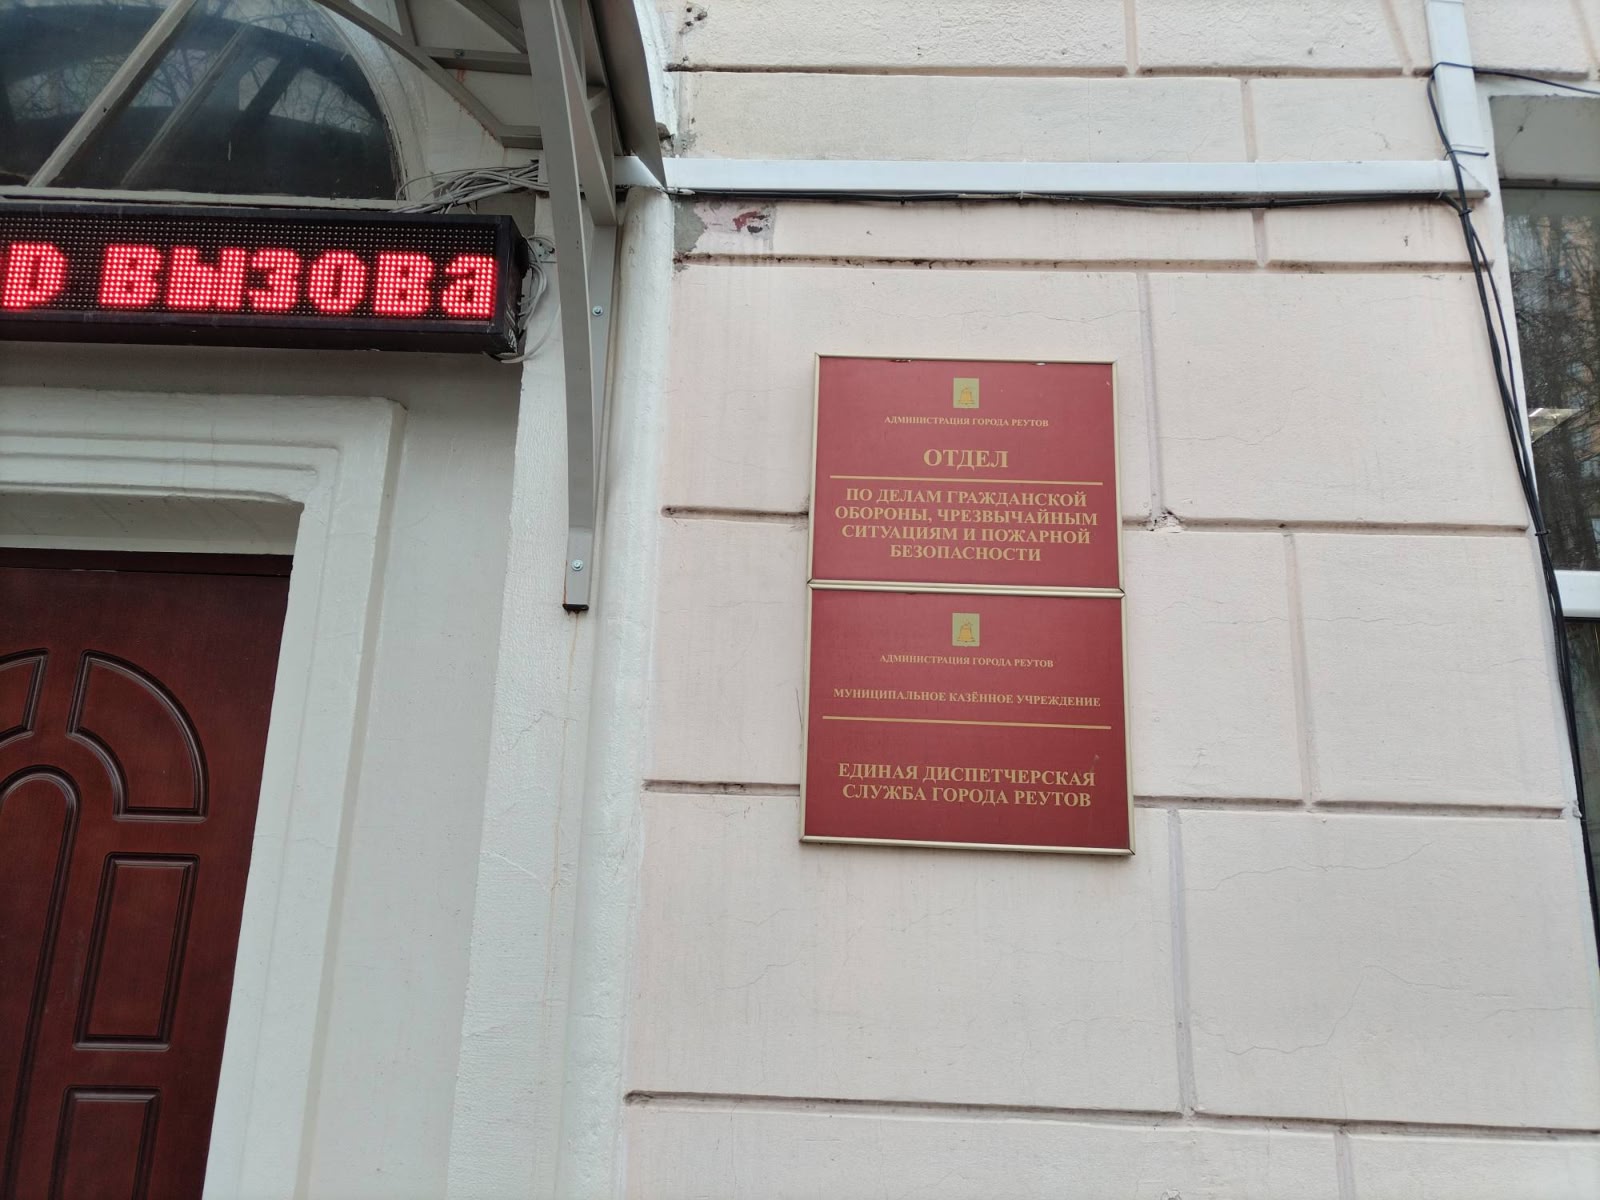 р вызова
АДМИНИСТРАЦИЯ ГОРОДА РЕУТОВ
ОТДЕЛ
ПО ДЕЛАМ ГРАЖДАНСКОЙ
ОБОРОНЫ, ЧРЕЗВЫЧАЙНЫМ
СИТУАЦИЯМ И ПОЖАРНОЙ
БЕЗОПАСНОСТИ
АДМИНИСТРАЦИЯ ГОРОДА РЕУТОВ
МУНИЦИПАЛЬНОЕ КАЗЁННОЕ УЧРЕЖДЕНИЕ
ЕДИНАЯ ДИСПЕТЧЕРСКАЯ
СЛУЖБА ГОРОДА РЕУТОВ